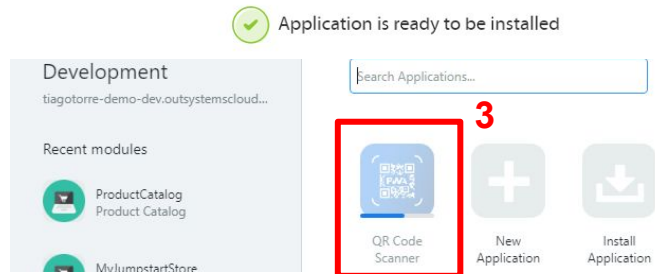 Application is ready to be installed
Development
tiagotorre-demo-dev.outsystemscloud...
Recent modules
ProductCatalog
Product Catalog
MyJumpstartStore
Search Applications...
3
PWA
QR Code
Scanner
New
Application
Install
Application